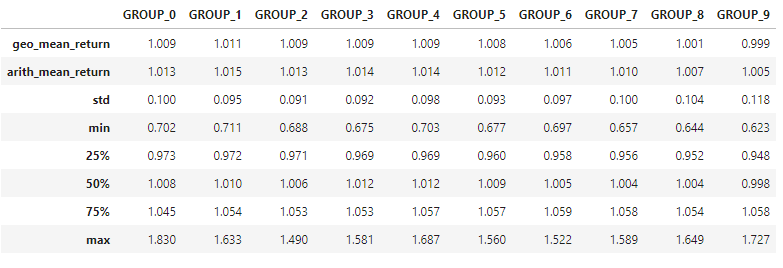 GROUP_0 GROUP_1 GROUP_2 GROUP_3 GROUP_4 GROUP_5 GROUP_6 GROUP_7 GROUP_8 GROUP_9
geo_mean_return 1.009 1.011 1.009 1.009 1.009 1.008 1.006 1.005 1.001 0.999
arith_mean_return 1.013 1.015 1.013 1.014 1.014 1.012 1.011 1.010 1.007 1.005
std 0.100 0.095 0.091 0.092 0.098 0.093 0.097 0.100 0.104 0.118
min 0.702 0.711 0.688 0.675 0.703 0.677 0.697 0.657 0.644 0.623
25% 0.973 0.972 0.971 0.969 0.969 0.960 0.958 0.956 0.952 0.948
50% 1.008 1.010 1.006 1.012 1.012 1.009 1.005 1.004 1.004 0.998
75% 1.045 1.054 1.053 1.053 1.057 1.057 1.059 1.058 1.054 1.058
max 1.830 1.633 1.490 1.581 1.687 1.560 1.522 1.589 1.649 1.727